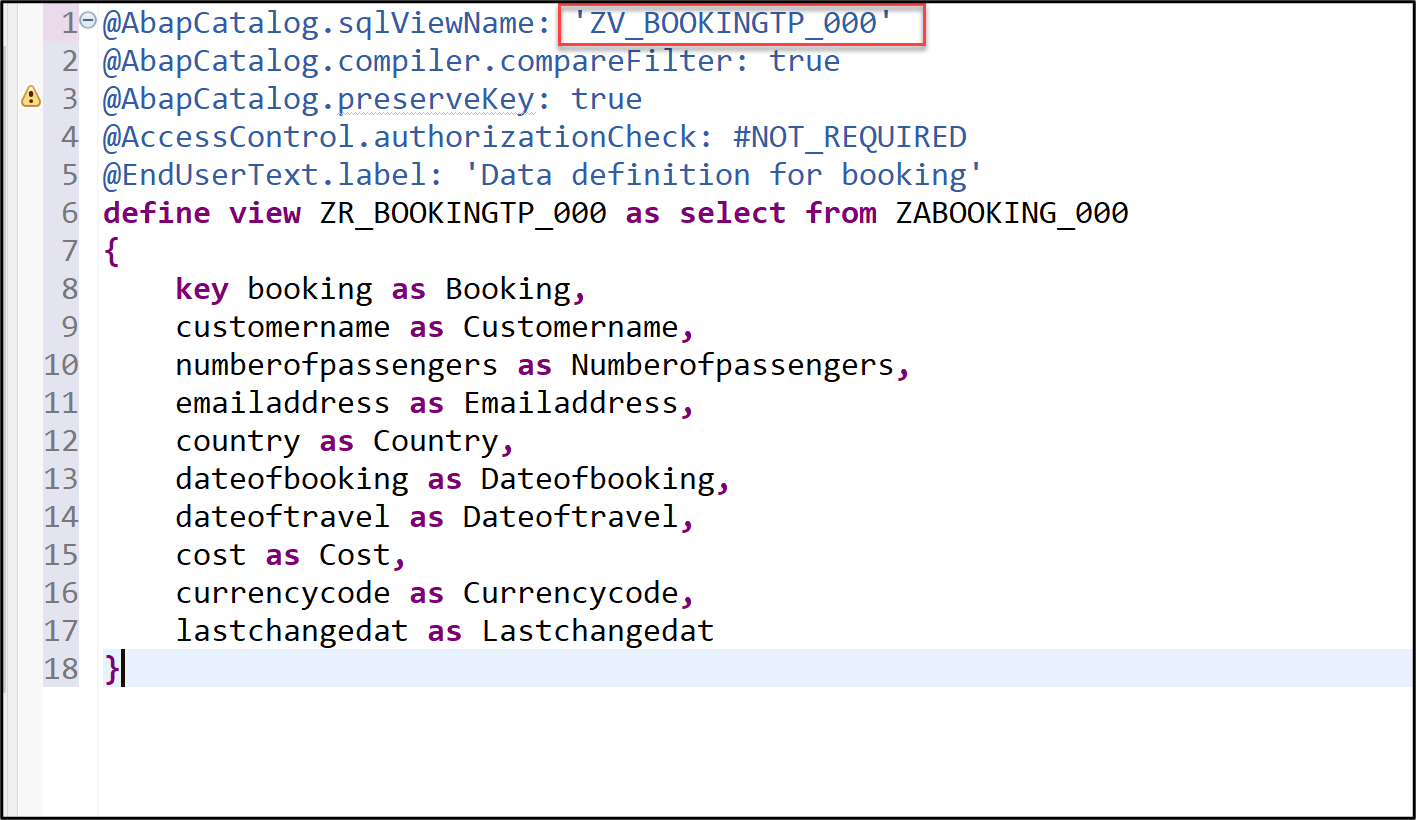 1 @AbapCatalog.sqlViewName: 'ZV_BOOKINGTP_000'
2 @AbapCatalog.compiler.compareFilter: true
3 @AbapCatalog.preserveKey: true
4 @AccessControl.authorizationCheck: #NOT_REQUIRED
5 @EndUserText.label: 'Data definition for booking'
6 define view ZR_BOOKINGTP_000 as select from ZABOOKING_000
7 {
8     key booking as Booking,
9     customername as Customername,
10     numberofpassengers as Numberofpassengers,
11     emailaddress as Emailaddress,
12     country as Country,
13     dateofbooking as Dateofbooking,
14     dateoftravel as Dateoftravel,
15     cost as Cost,
16     currencycode as Currencycode,
17     lastchangedat as Lastchangedat
18 }